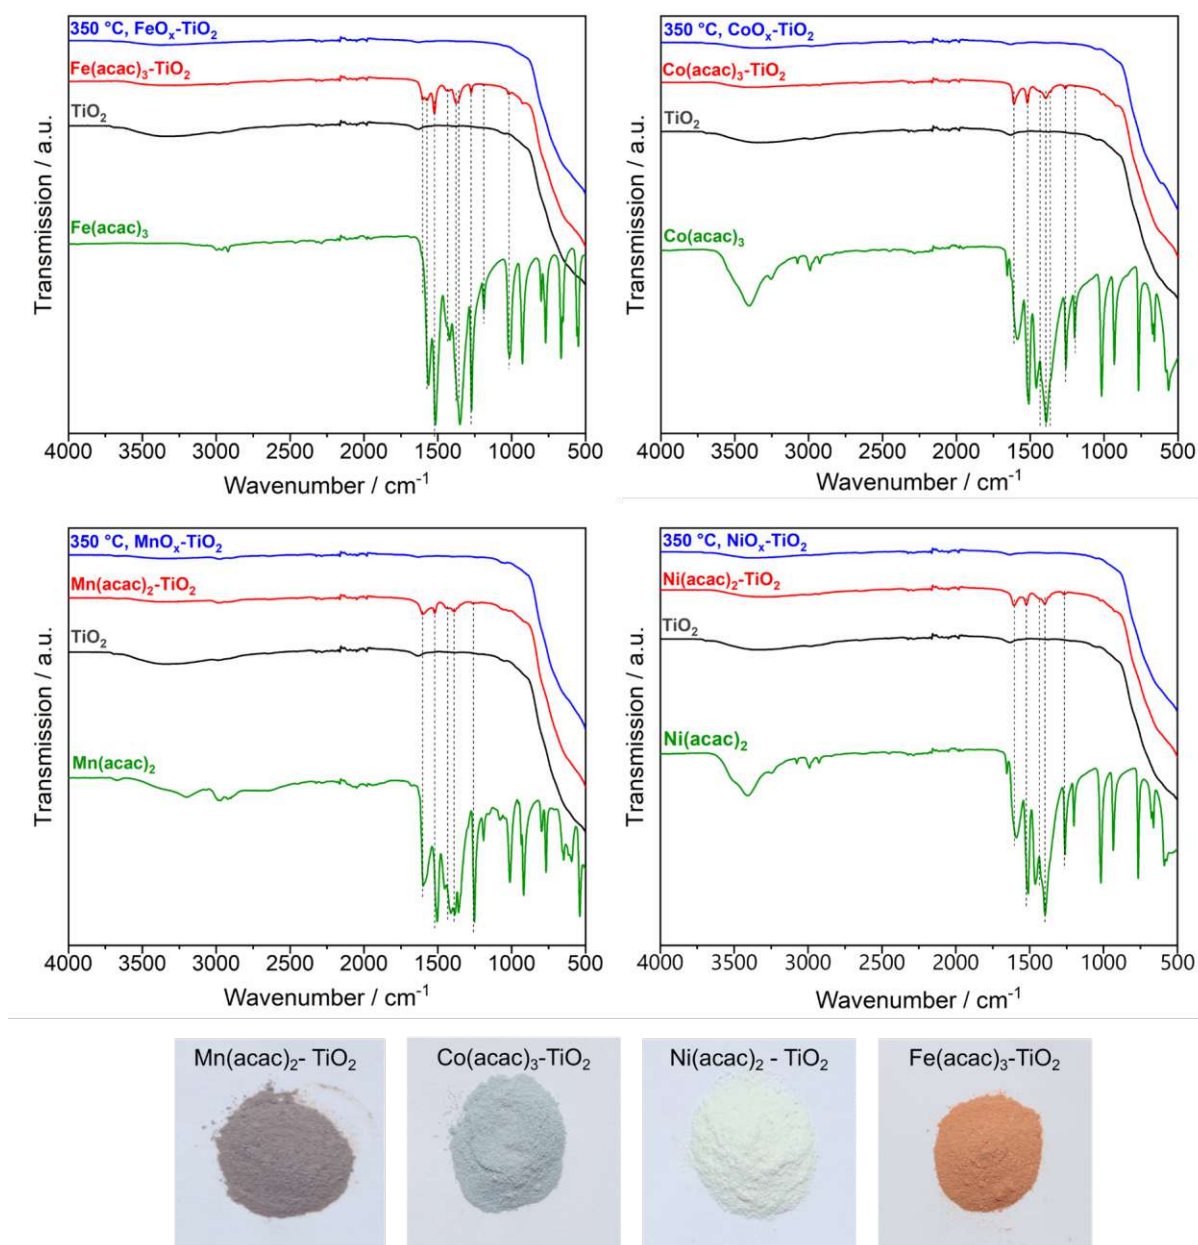 350 °C, FeOₓ-TiO₂
Fe(acac)₃-TiO₂
TiO₂
Fe(acac)₃
Transmission / a.u.
4000 3500 3000 2500 2000 1500 1000 500
Wavenumber / cm⁻¹
350 °C, CoOₓ-TiO₂
Co(acac)₃-TiO₂
TiO₂
Co(acac)₃
Transmission / a.u.
4000 3500 3000 2500 2000 1500 1000 500
Wavenumber / cm⁻¹
350 °C, MnOₓ-TiO₂
Mn(acac)₂-TiO₂
TiO₂
Mn(acac)₂
Transmission / a.u.
4000 3500 3000 2500 2000 1500 1000 500
Wavenumber / cm⁻¹
350 °C, NiOₓ-TiO₂
Ni(acac)₂-TiO₂
TiO₂
Ni(acac)₂
Transmission / a.u.
4000 3500 3000 2500 2000 1500 1000 500
Wavenumber / cm⁻¹
Mn(acac)₂- TiO₂
Co(acac)₃-TiO₂
Ni(acac)₂ - TiO₂
Fe(acac)₃-TiO₂